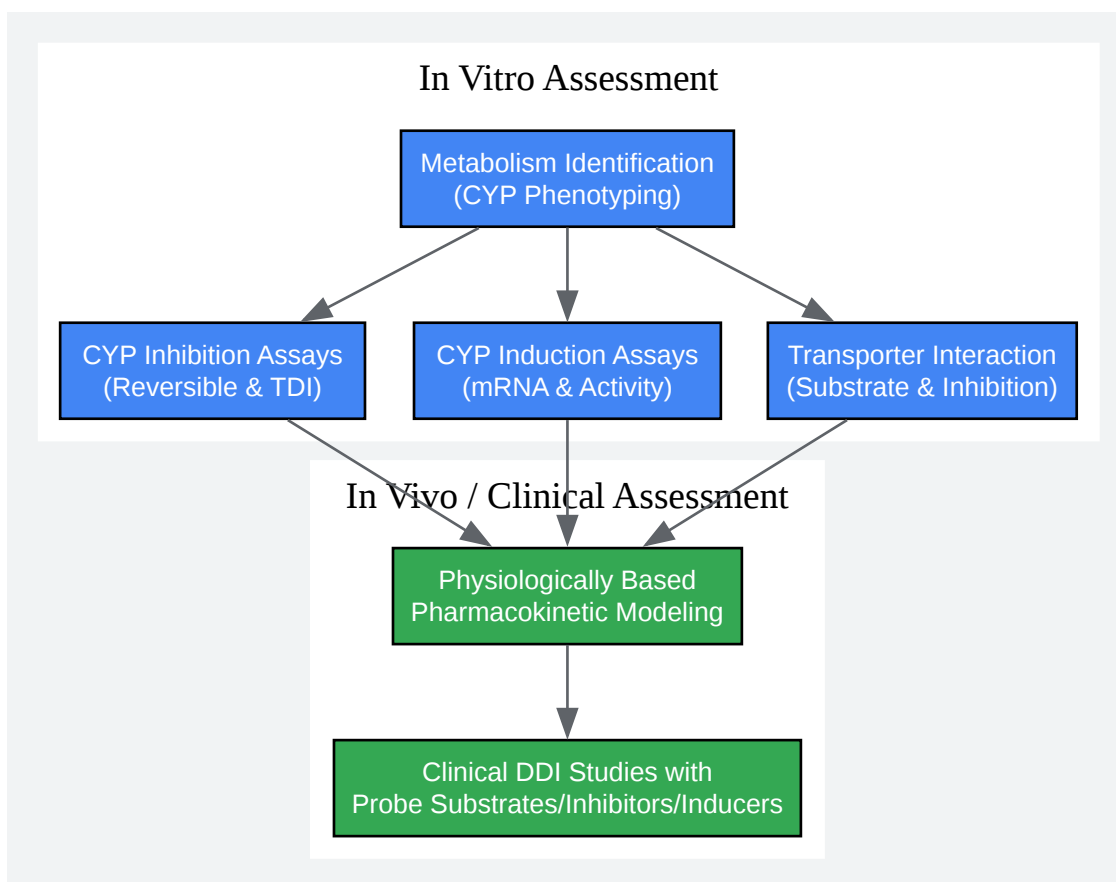 In Vitro Assessment
Metabolism Identification
(CYP Phenotyping)
CYP Inhibition Assays
(Reversible & TDI)
CYP Induction Assays
(mRNA & Activity)
Transporter Interaction
(Substrate & Inhibition)
In Vivo / Clinical Assessment
Physiologically Based
Pharmacokinetic Modeling
Clinical DDI Studies with
Probe Substrates/Inhibitors/Inducers